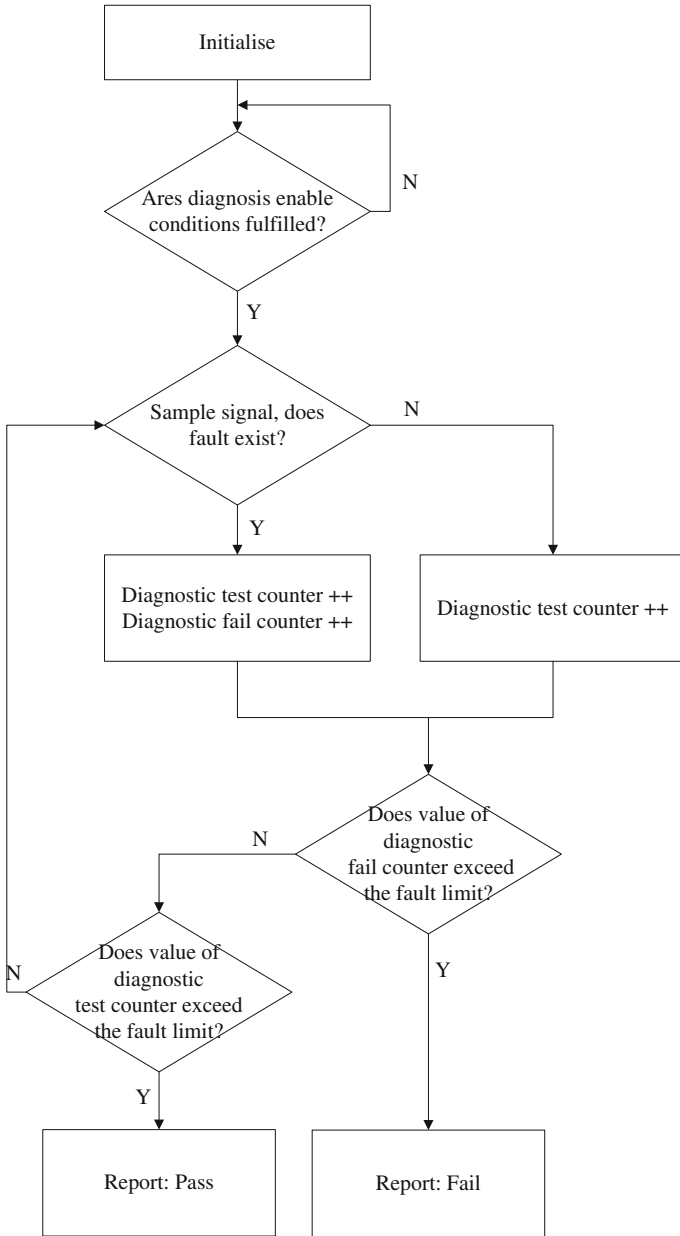 Initialise
N
Ares diagnosis enable
conditions fulfilled?
Y
Sample signal, does
fault exist?
N
Y
Diagnostic test counter ++
Diagnostic fail counter ++
Diagnostic test counter ++
Does value of
diagnostic
fail counter exceed
the fault limit?
N
Does value of
diagnostic
test counter exceed
the fault limit?
N
Y
Y
Report: Pass
Report: Fail